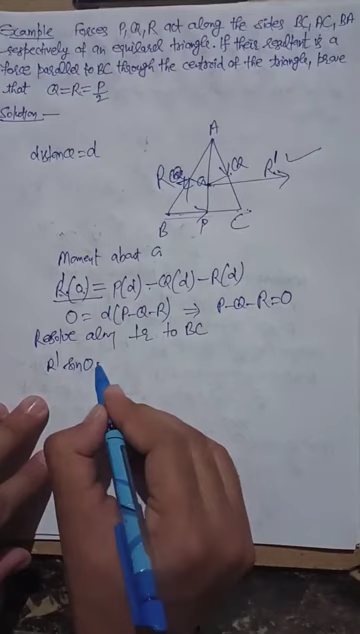 Example Forces P, Q, R act along the sides BC, AC, BA
respectively of an equilateral triangle. If their resultant is a
force parallel to BC through the centroid of the triangle, prove
that Q=R=P/2
Solution —
distance = d
A
Q
R'
R
G
B
P
C
Moment about G
R'(0) = P(d) - Q(d) - R(d)
0 = d(P-Q-R) ⇒ P-Q-R=0
Resolve along ⊥r to BC
R' sin0